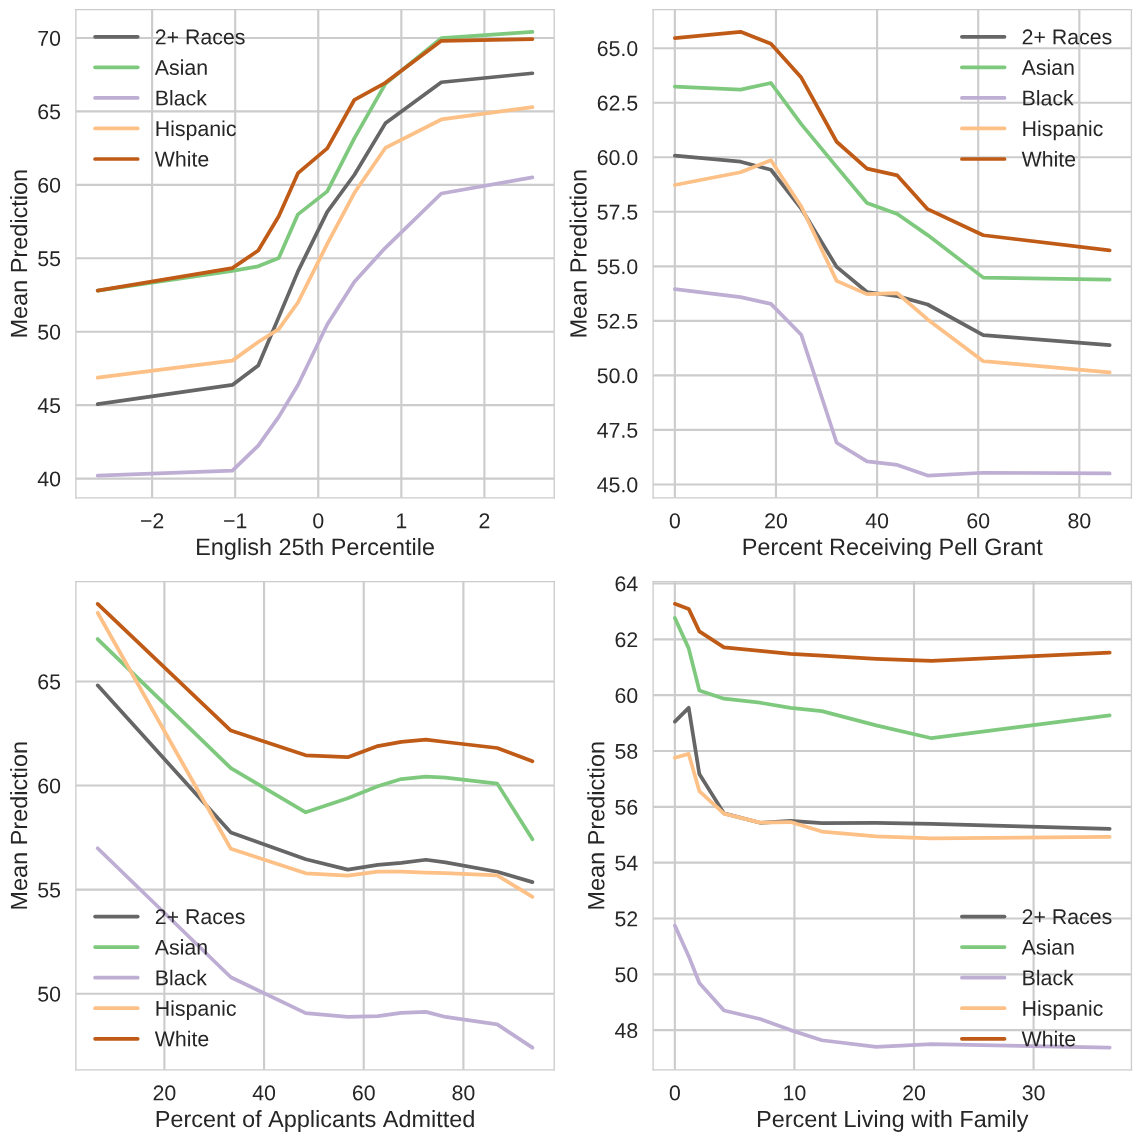 70
65
60
55
50
45
40
Mean Prediction
2+ Races
Asian
Black
Hispanic
White
−2
−1
0
1
2
English 25th Percentile
65.0
62.5
60.0
57.5
55.0
52.5
50.0
47.5
45.0
Mean Prediction
2+ Races
Asian
Black
Hispanic
White
0
20
40
60
80
Percent Receiving Pell Grant
65
60
55
50
Mean Prediction
2+ Races
Asian
Black
Hispanic
White
20
40
60
80
Percent of Applicants Admitted
64
62
60
58
56
54
52
50
48
Mean Prediction
2+ Races
Asian
Black
Hispanic
White
0
10
20
30
Percent Living with Family